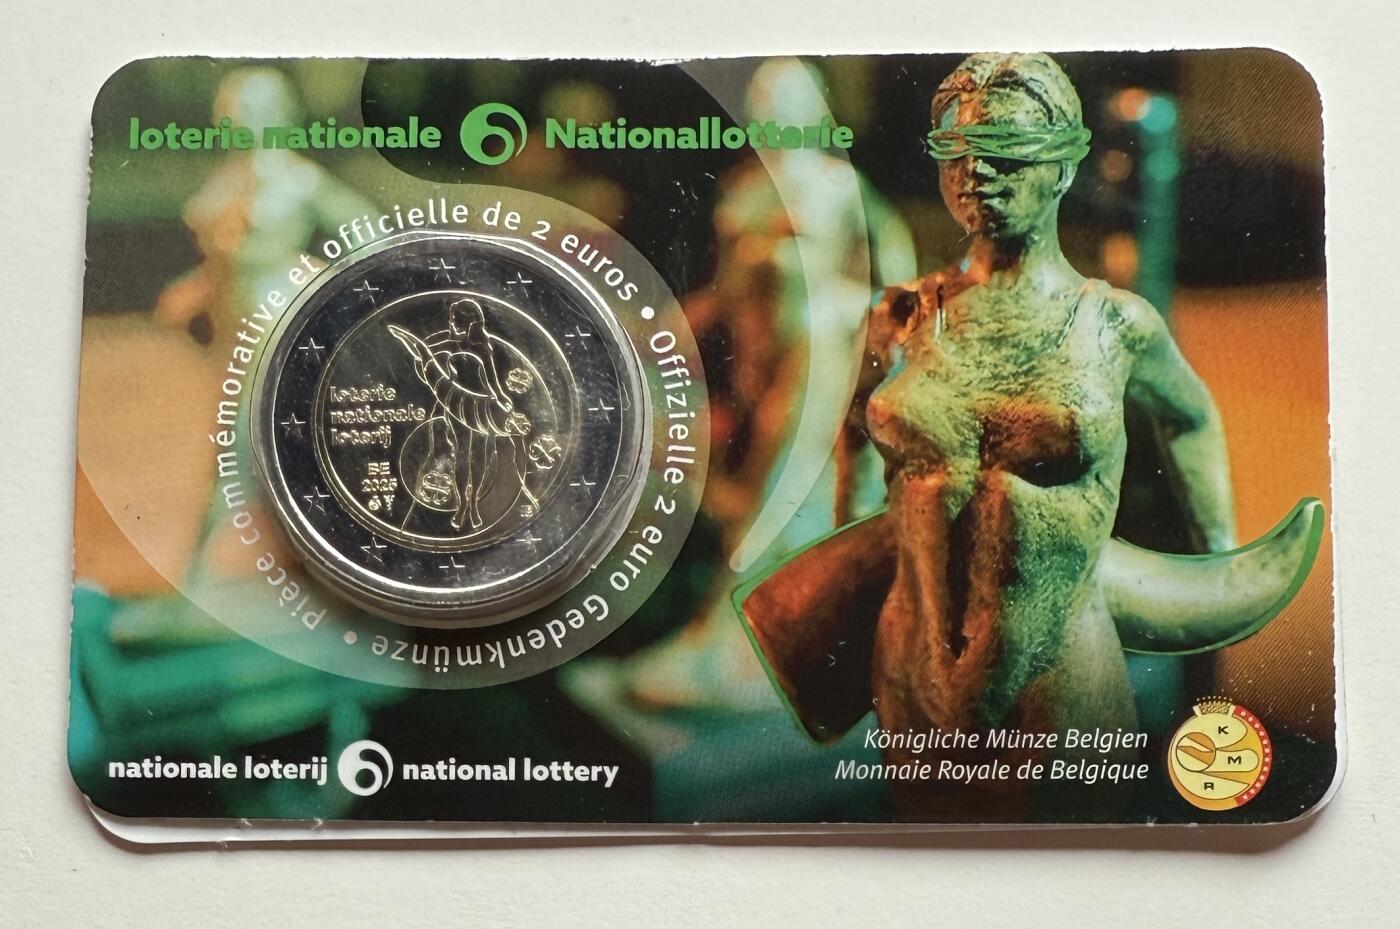 loterie nationale
Nationallotterie
Pièce commémorative et officielle de 2 euros • Offizielle 2 euro Gedenkmünze •
loterie
nationale
loterij
BE
2025
nationale loterij
national lottery
Königliche Münze Belgien
Monnaie Royale de Belgique
K
M
R